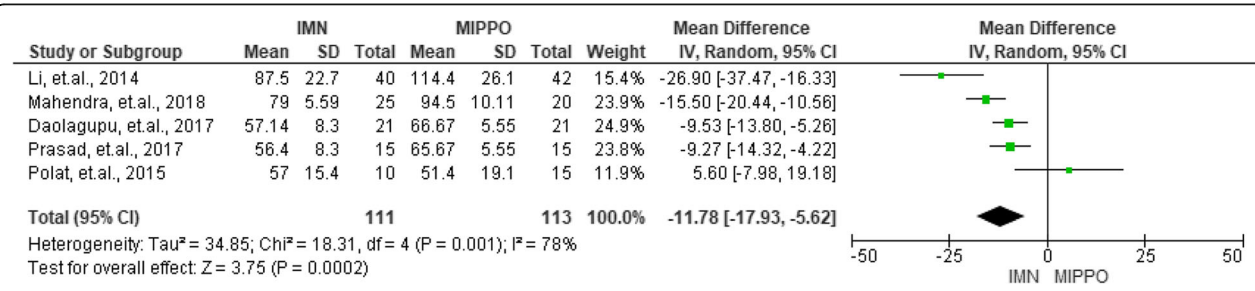 IMN MIPPO Mean Difference Mean Difference
Study or Subgroup Mean SD Total Mean SD Total Weight IV, Random, 95% CI IV, Random, 95% CI
Li, et.al., 2014 87.5 22.7 40 114.4 26.1 42 15.4% -26.90 [-37.47, -16.33]
Mahendra, et.al., 2018 79 5.59 25 94.5 10.11 20 23.9% -15.50 [-20.44, -10.56]
Daolagupu, et.al., 2017 57.14 8.3 21 66.67 5.55 21 24.9% -9.53 [-13.80, -5.26]
Prasad, et.al., 2017 56.4 8.3 15 65.67 5.55 15 23.8% -9.27 [-14.32, -4.22]
Polat, et.al., 2015 57 15.4 10 51.4 19.1 15 11.9% 5.60 [-7.98, 19.18]
Total (95% CI) 111 113 100.0% -11.78 [-17.93, -5.62]
Heterogeneity: Tau² = 34.85; Chi² = 18.31, df = 4 (P = 0.001); I² = 78%
Test for overall effect: Z = 3.75 (P = 0.0002)
-50 -25 0 25 50
IMN MIPPO